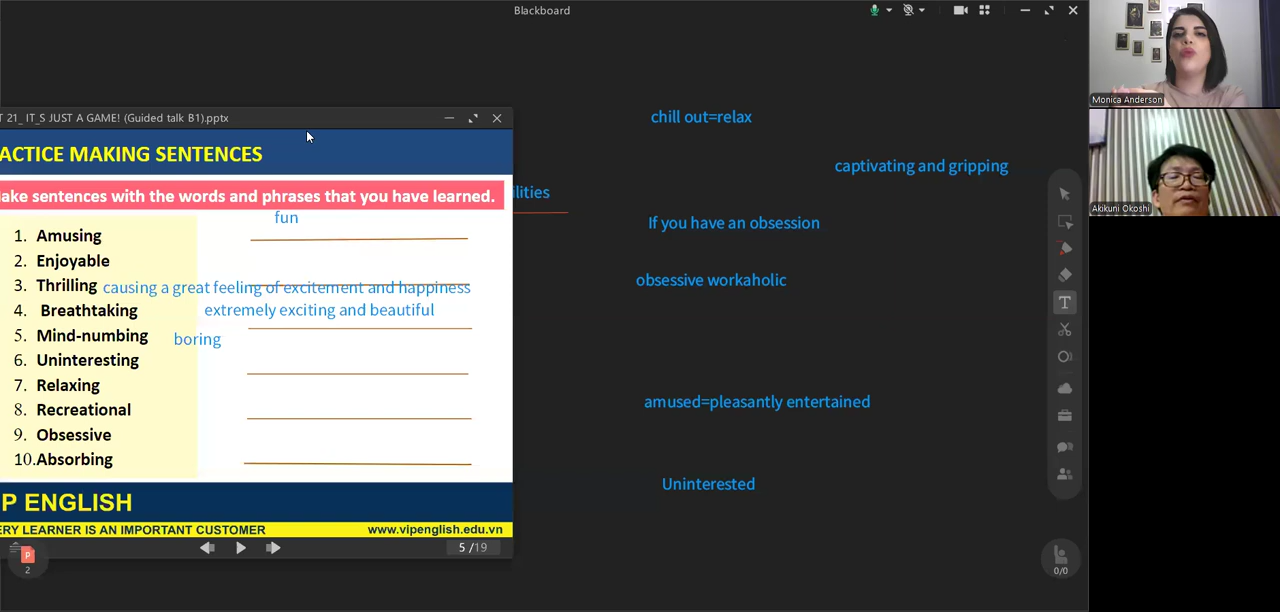 Blackboard
T 21_ IT_S JUST A GAME! (Guided talk B1).pptx
ACTICE MAKING SENTENCES
ake sentences with the words and phrases that you have learned.
fun
1. Amusing
2. Enjoyable
3. Thrilling causing a great feeling of excitement and happiness
4. Breathtaking extremely exciting and beautiful
5. Mind-numbing boring
6. Uninteresting
7. Relaxing
8. Recreational
9. Obsessive
10.Absorbing
P ENGLISH
ERY LEARNER IS AN IMPORTANT CUSTOMER www.vipenglish.edu.vn
5 /19
P
2
chill out=relax
captivating and gripping
ilities
If you have an obsession
obsessive workaholic
amused=pleasantly entertained
Uninterested
T
0/0
Monica Anderson
Akikuni Okoshi